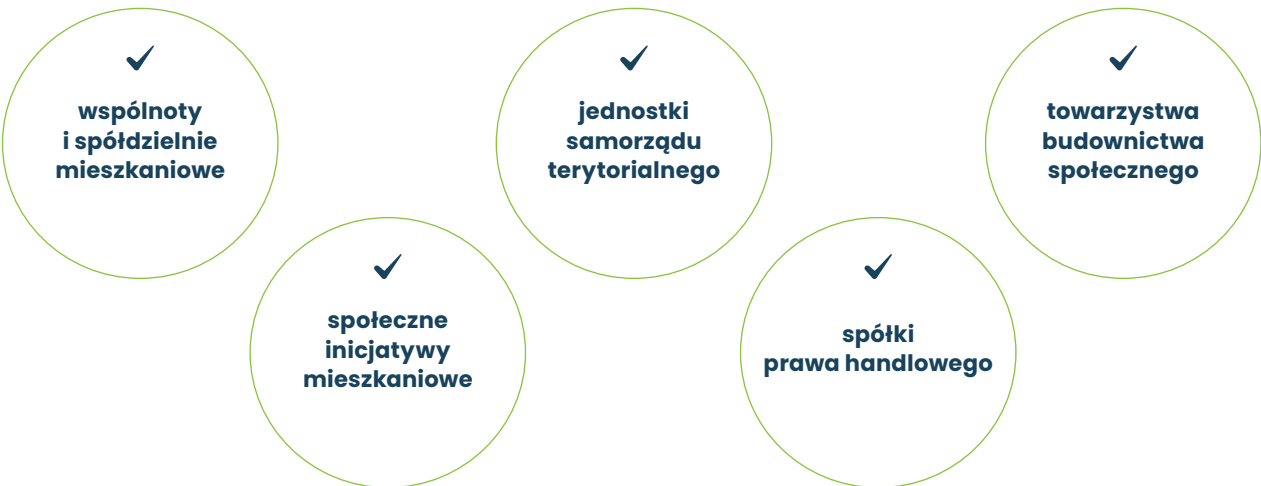 wspólnoty
i spółdzielnie
mieszkaniowe
jednostki
samorządu
terytorialnego
towarzystwa
budownictwa
społecznego
społeczne
inicjatywy
mieszkaniowe
spółki
prawa handlowego